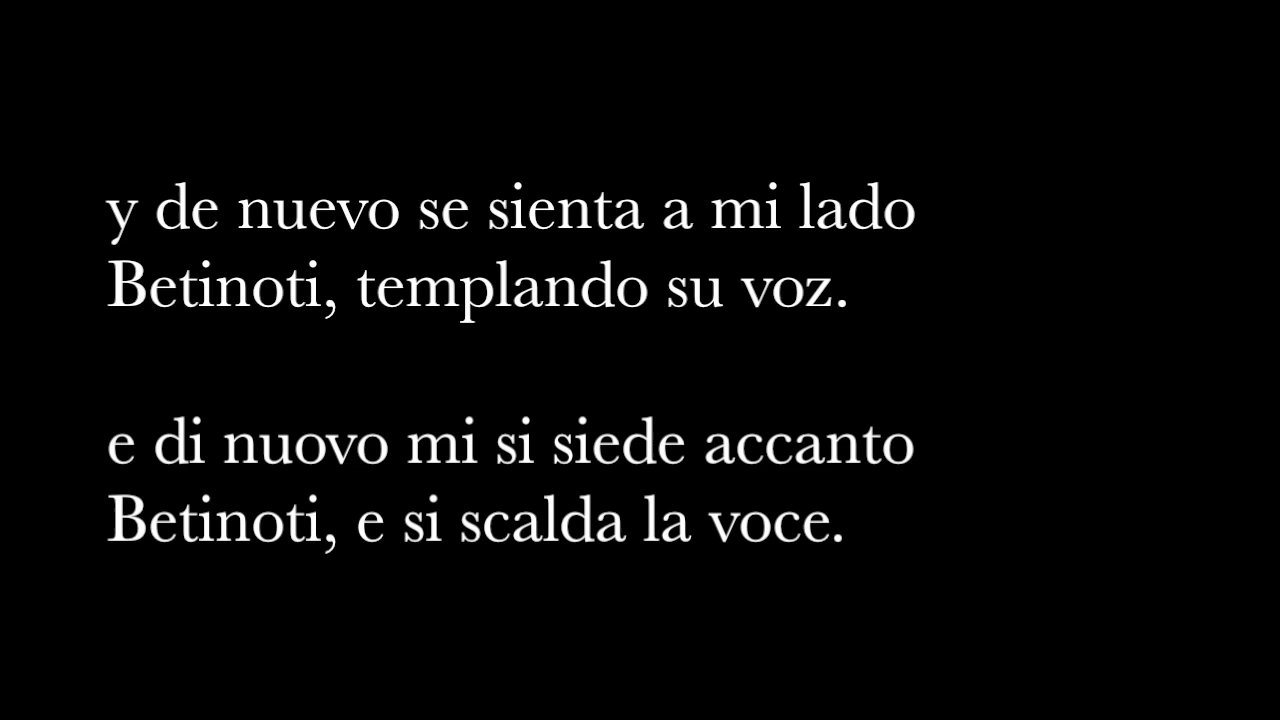 y de nuevo se sienta a mi lado
Betinoti, templando su voz.
e di nuovo mi si siede accanto
Betinoti, e si scalda la voce.